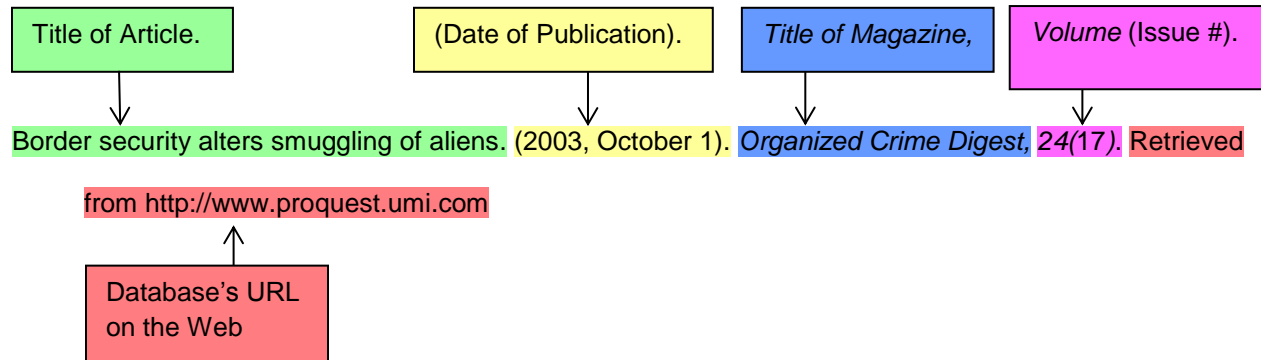 Title of Article.
(Date of Publication).
Title of Magazine,
Volume (Issue #).
Border security alters smuggling of aliens. (2003, October 1). Organized Crime Digest, 24(17). Retrieved
from http://www.proquest.umi.com
Database’s URL
on the Web